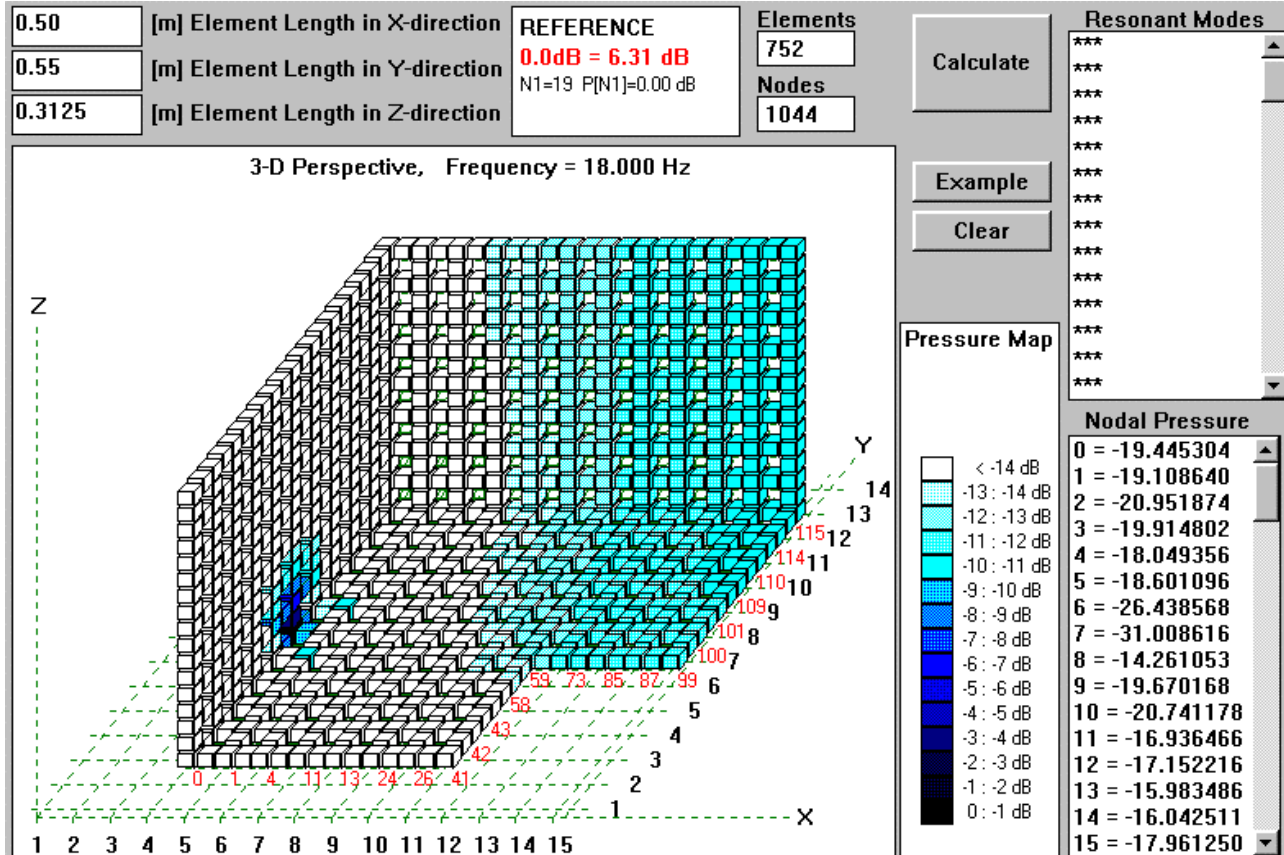 0.50 [m] Element Length in X-direction
0.55 [m] Element Length in Y-direction
0.3125 [m] Element Length in Z-direction
REFERENCE
0.0dB = 6.31 dB
N1=19 P[N1]=0.00 dB
Elements
752
Nodes
1044
Calculate
Example
Clear
Resonant Modes
***
***
***
***
***
***
***
***
***
***
***
***
***
***
3-D Perspective, Frequency = 18.000 Hz
Z
Y
X
14
13
12
11
10
9
8
7
6
5
4
3
2
1
115
114
110
109
101
100
59 73 85 87 99
58
43
42
0 1 4 11 13 24 26 41
1 2 3 4 5 6 7 8 9 10 11 12 13 14 15
Pressure Map
< -14 dB
-13 : -14 dB
-12 : -13 dB
-11 : -12 dB
-10 : -11 dB
-9 : -10 dB
-8 : -9 dB
-7 : -8 dB
-6 : -7 dB
-5 : -6 dB
-4 : -5 dB
-3 : -4 dB
-2 : -3 dB
-1 : -2 dB
0 : -1 dB
Nodal Pressure
0 = -19.445304
1 = -19.108640
2 = -20.951874
3 = -19.914802
4 = -18.049356
5 = -18.601096
6 = -26.438568
7 = -31.008616
8 = -14.261053
9 = -19.670168
10 = -20.741178
11 = -16.936466
12 = -17.152216
13 = -15.983486
14 = -16.042511
15 = -17.961250